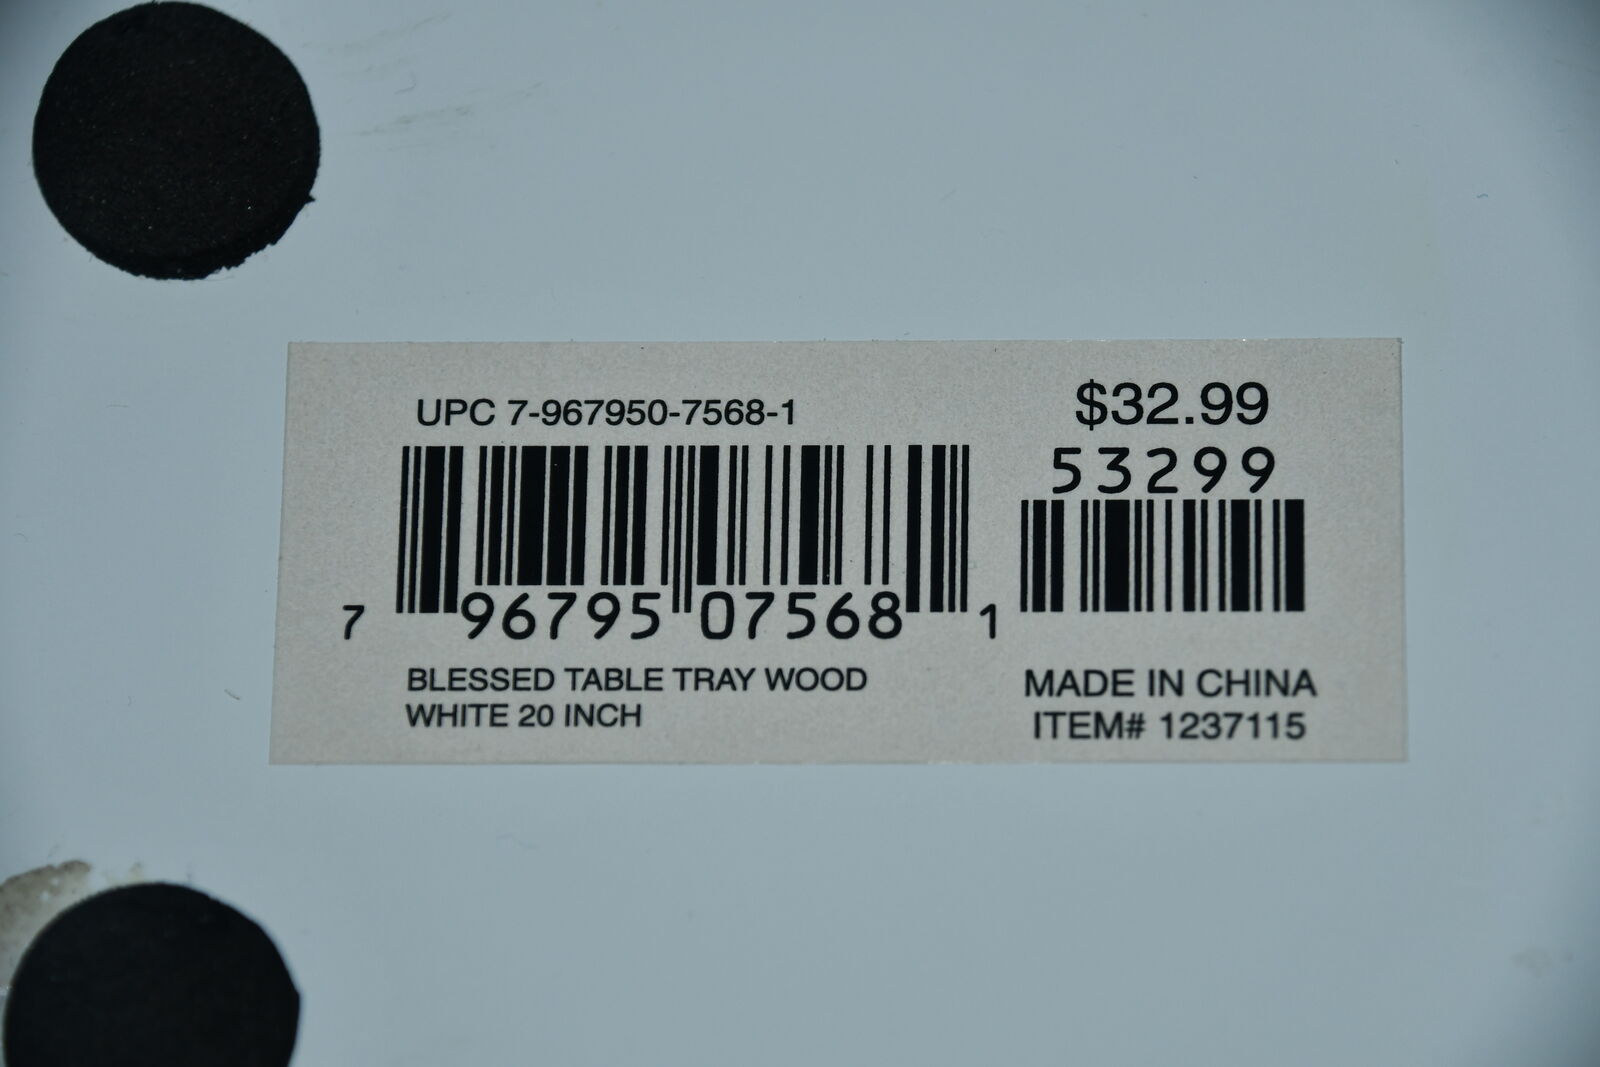 UPC 7-967950-7568-1
7 96795 07568 1
BLESSED TABLE TRAY WOOD
WHITE 20 INCH
$32.99
53299
MADE IN CHINA
ITEM# 1237115